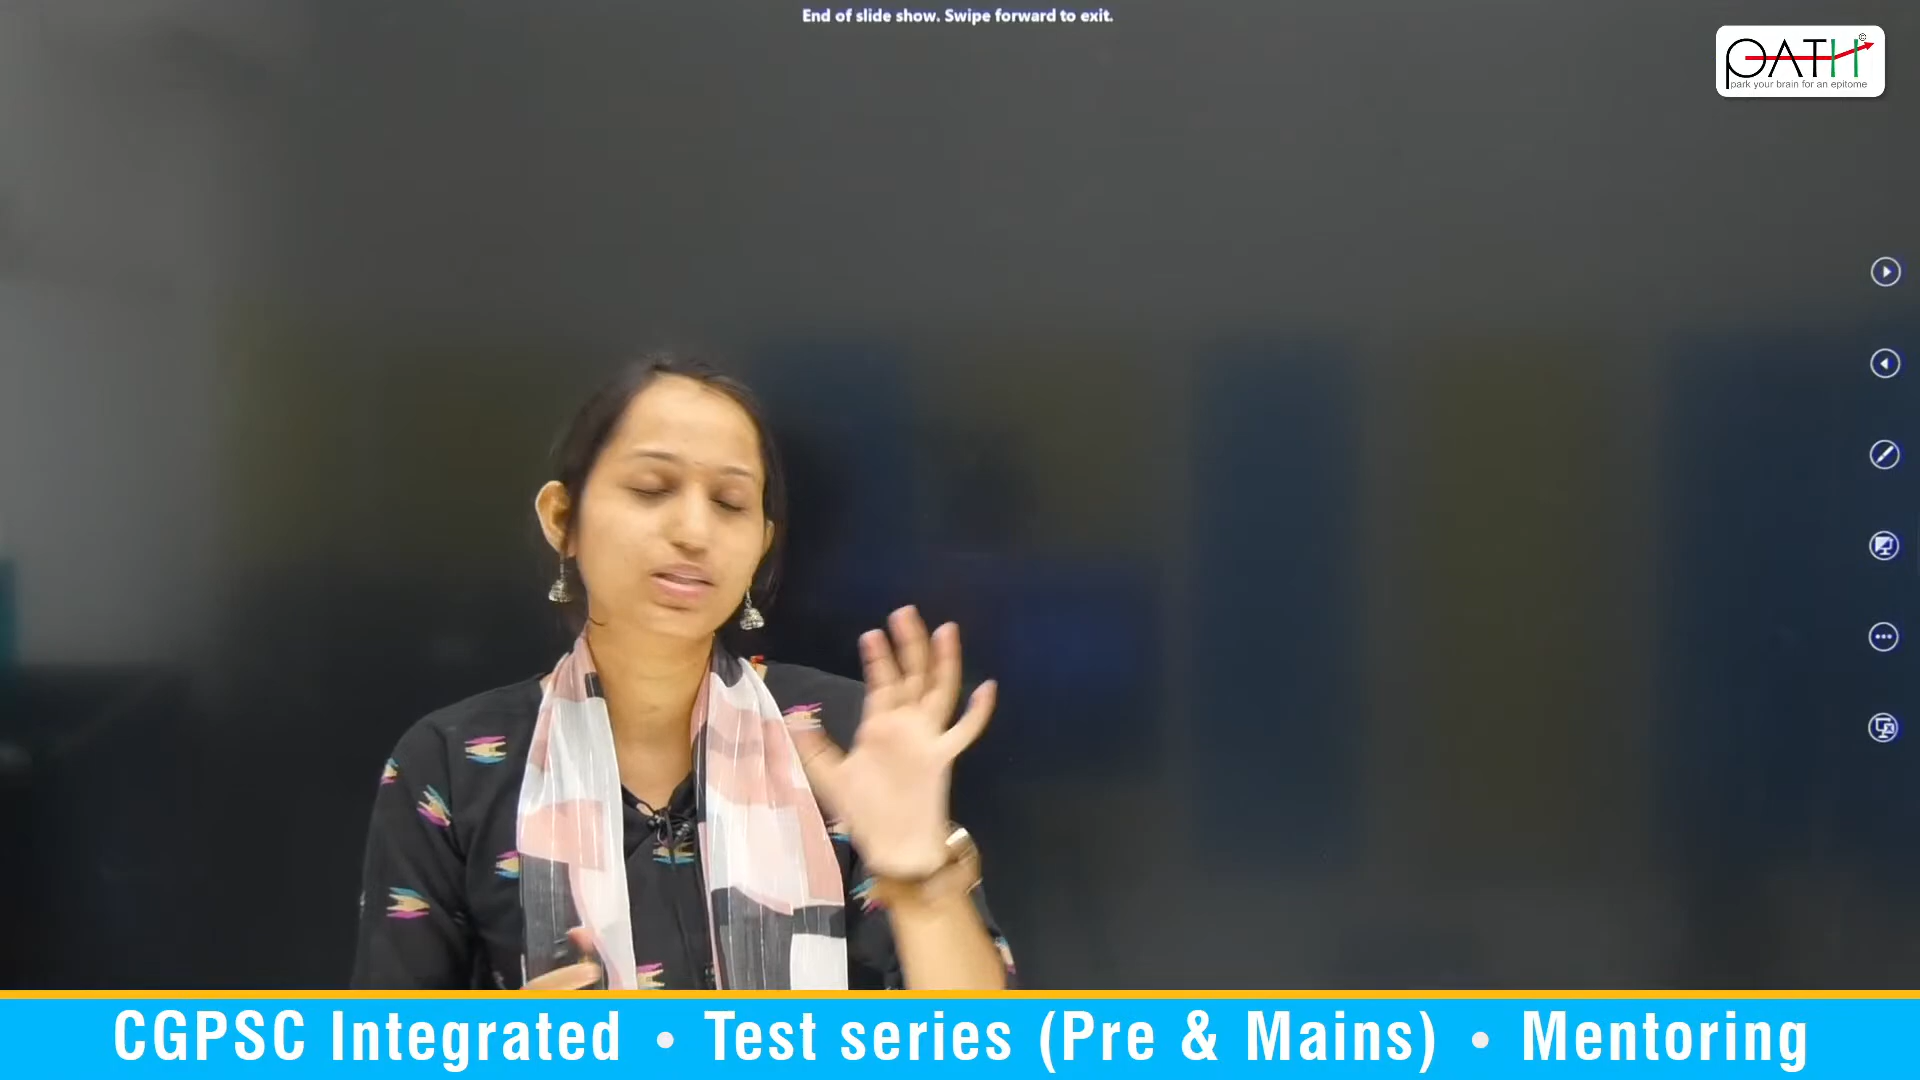 End of slide show. Swipe forward to exit.
PATH©
park your brain for an epitome
CGPSC Integrated • Test series (Pre & Mains) • Mentoring